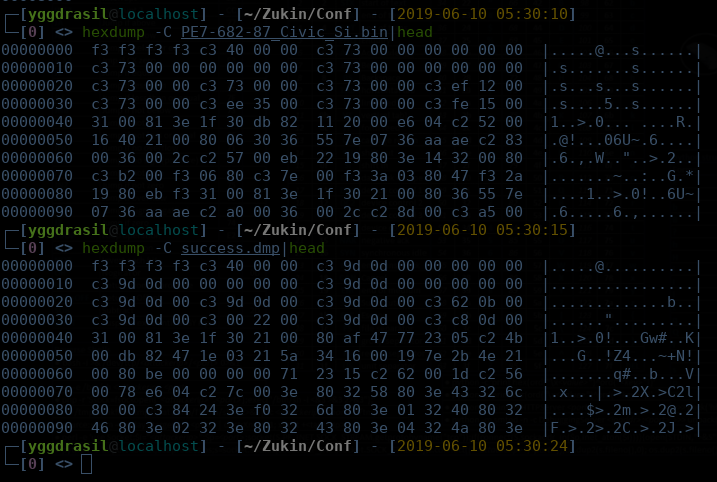 ┌─[yggdrasil@localhost] - [~/Zukin/Conf] - [2019-06-10 05:30:10]
└─[0] <> hexdump -C PE7-682-87_Civic_Si.bin|head
00000000  f3 f3 f3 f3 c3 40 00 00  c3 73 00 00 00 00 00 00  |.....@...s......|
00000010  c3 73 00 00 00 00 00 00  c3 73 00 00 00 00 00 00  |.s.......s......|
00000020  c3 73 00 00 c3 73 00 00  c3 73 00 00 c3 ef 12 00  |.s...s...s......|
00000030  c3 73 00 00 c3 ee 35 00  c3 73 00 00 c3 fe 15 00  |.s....5..s......|
00000040  31 00 81 3e 1f 30 db 82  11 20 00 e6 04 c2 52 00  |1..>.0... ....R.|
00000050  16 40 21 00 80 06 30 36  55 7e 07 36 aa ae c2 83  |.@!...06U~.6....|
00000060  00 36 00 2c c2 57 00 eb  22 19 80 3e 14 32 00 80  |.6.,.W.."..>.2..|
00000070  c3 b2 00 f3 06 80 c3 7e  00 f3 3a 03 80 47 f3 2a  |.......~..:..G.*|
00000080  19 80 eb f3 31 00 81 3e  1f 30 21 00 80 36 55 7e  |....1..>.0!..6U~|
00000090  07 36 aa ae c2 a0 00 36  00 2c c2 8d 00 c3 a5 00  |.6.....6.,......|
┌─[yggdrasil@localhost] - [~/Zukin/Conf] - [2019-06-10 05:30:15]
└─[0] <> hexdump -C success.dmp|head
00000000  f3 f3 f3 f3 c3 40 00 00  c3 9d 0d 00 00 00 00 00  |.....@..........|
00000010  c3 9d 0d 00 00 00 00 00  c3 9d 0d 00 00 00 00 00  |................|
00000020  c3 9d 0d 00 c3 9d 0d 00  c3 9d 0d 00 c3 62 0b 00  |.............b..|
00000030  c3 9d 0d 00 c3 00 22 00  c3 9d 0d 00 c3 c8 0d 00  |......".........|
00000040  31 00 81 3e 1f 30 21 00  80 af 47 77 23 05 c2 4b  |1..>.0!...Gw#..K|
00000050  00 db 82 47 1e 03 21 5a  34 16 00 19 7e 2b 4e 21  |...G..!Z4...~+N!|
00000060  00 80 be 00 00 00 00 71  23 15 c2 62 00 1d c2 56  |.......q#..b...V|
00000070  00 78 e6 04 c2 7c 00 3e  80 32 58 80 3e 43 32 6c  |.x...|.>.2X.>C2l|
00000080  80 00 c3 84 24 3e f0 32  6d 80 3e 01 32 40 80 32  |....$>.2m.>.2@.2|
00000090  46 80 3e 02 32 3e 80 32  43 80 3e 04 32 4a 80 3e  |F.>.2>.2C.>.2J.>|
┌─[yggdrasil@localhost] - [~/Zukin/Conf] - [2019-06-10 05:30:24]
└─[0] <>